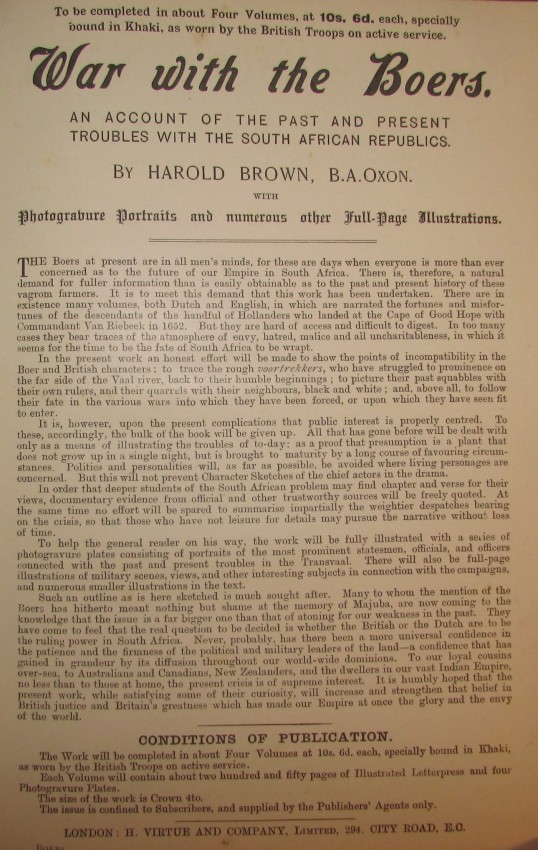 To be completed in about Four Volumes, at 10s. 6d. each, specially
bound in Khaki, as worn by the British Troops on active service.
War with the Boers.
AN ACCOUNT OF THE PAST AND PRESENT
TROUBLES WITH THE SOUTH AFRICAN REPUBLICS.
BY HAROLD BROWN, B.A.OXON.
WITH
Photogravure Portraits and numerous other Full-Page Illustrations.
THE Boers at present are in all men's minds, for these are days when everyone is more than ever
concerned as to the future of our Empire in South Africa. There is, therefore, a natural
demand for fuller information than is easily obtainable as to the past and present history of these
vagrom farmers. It is to meet this demand that this work has been undertaken. There are in
existence many volumes, both Dutch and English, in which are narrated the fortunes and misfor-
tunes of the descendants of the handful of Hollanders who landed at the Cape of Good Hope with
Commandant Van Riebeek in 1652. But they are hard of access and difficult to digest. In too many
cases they bear traces of the atmosphere of envy, hatred, malice and all uncharitableness, in which it
seems for the time to be the fate of South Africa to be wrapt.
In the present work an honest effort will be made to show the points of incompatibility in the
Boer and British characters; to trace the rough voortrekkers, who have struggled to prominence on
the far side of the Vaal river, back to their humble beginnings; to picture their past squabbles with
their own rulers, and their quarrels with their neighbours, black and white; and, above all, to follow
their fate in the various wars into which they have been forced, or upon which they have seen fit
to enter.
It is, however, upon the present complications that public interest is properly centred. To
these, accordingly, the bulk of the book will be given up. All that has gone before will be dealt with
only as a means of illustrating the troubles of to-day: as a proof that presumption is a plant that
does not grow up in a single night, but is brought to maturity by a long course of favouring circum-
stances. Politics and personalities will, as far as possible, be avoided where living personages are
concerned. But this will not prevent Character Sketches of the chief actors in the drama.
In order that deeper students of the South African problem may find chapter and verse for their
views, documentary evidence from official and other trustworthy sources will be freely quoted. At
the same time no effort will be spared to summarise impartially the weightier despatches bearing
on the crisis, so that those who have not leisure for details may pursue the narrative without loss
of time.
To help the general reader on his way, the work will be fully illustrated with a series of
photogravure plates consisting of portraits of the most prominent statesmen, officials, and officers
connected with the past and present troubles in the Transvaal. There will also be full-page
illustrations of military scenes, views, and other interesting subjects in connection with the campaigns,
and numerous smaller illustrations in the text.
Such an outline as is here sketched is much sought after. Many to whom the mention of the
Boers has hitherto meant nothing but shame at the memory of Majuba, are now coming to the
knowledge that the issue is a far bigger one than that of atoning for our weakness in the past. They
have come to feel that the real question to be decided is whether the British or the Dutch are to be
the ruling power in South Africa. Never, probably, has there been a more universal confidence in
the patience and the firmness of the political and military leaders of the land—a confidence that has
gained in grandeur by its diffusion throughout our world-wide dominions. To our loyal cousins
over-sea, to Australians and Canadians, New Zealanders, and the dwellers in our vast Indian Empire,
no less than to those at home, the present crisis is of supreme interest. It is humbly hoped that the
present work, while satisfying some of their curiosity, will increase and strengthen that belief in
British justice and Britain's greatness which has made our Empire at once the glory and the envy
of the world.
CONDITIONS OF PUBLICATION.
The Work will be completed in about Four Volumes at 10s. 6d. each, specially bound in Khaki,
as worn by the British Troops on active service.
Each Volume will contain about two hundred and fifty pages of Illustrated Letterpress and four
Photogravure Plates.
The size of the work is Crown 4to.
The issue is confined to Subscribers, and supplied by the Publishers' Agents only.
LONDON: H. VIRTUE AND COMPANY, LIMITED, 294, CITY ROAD, E.C.